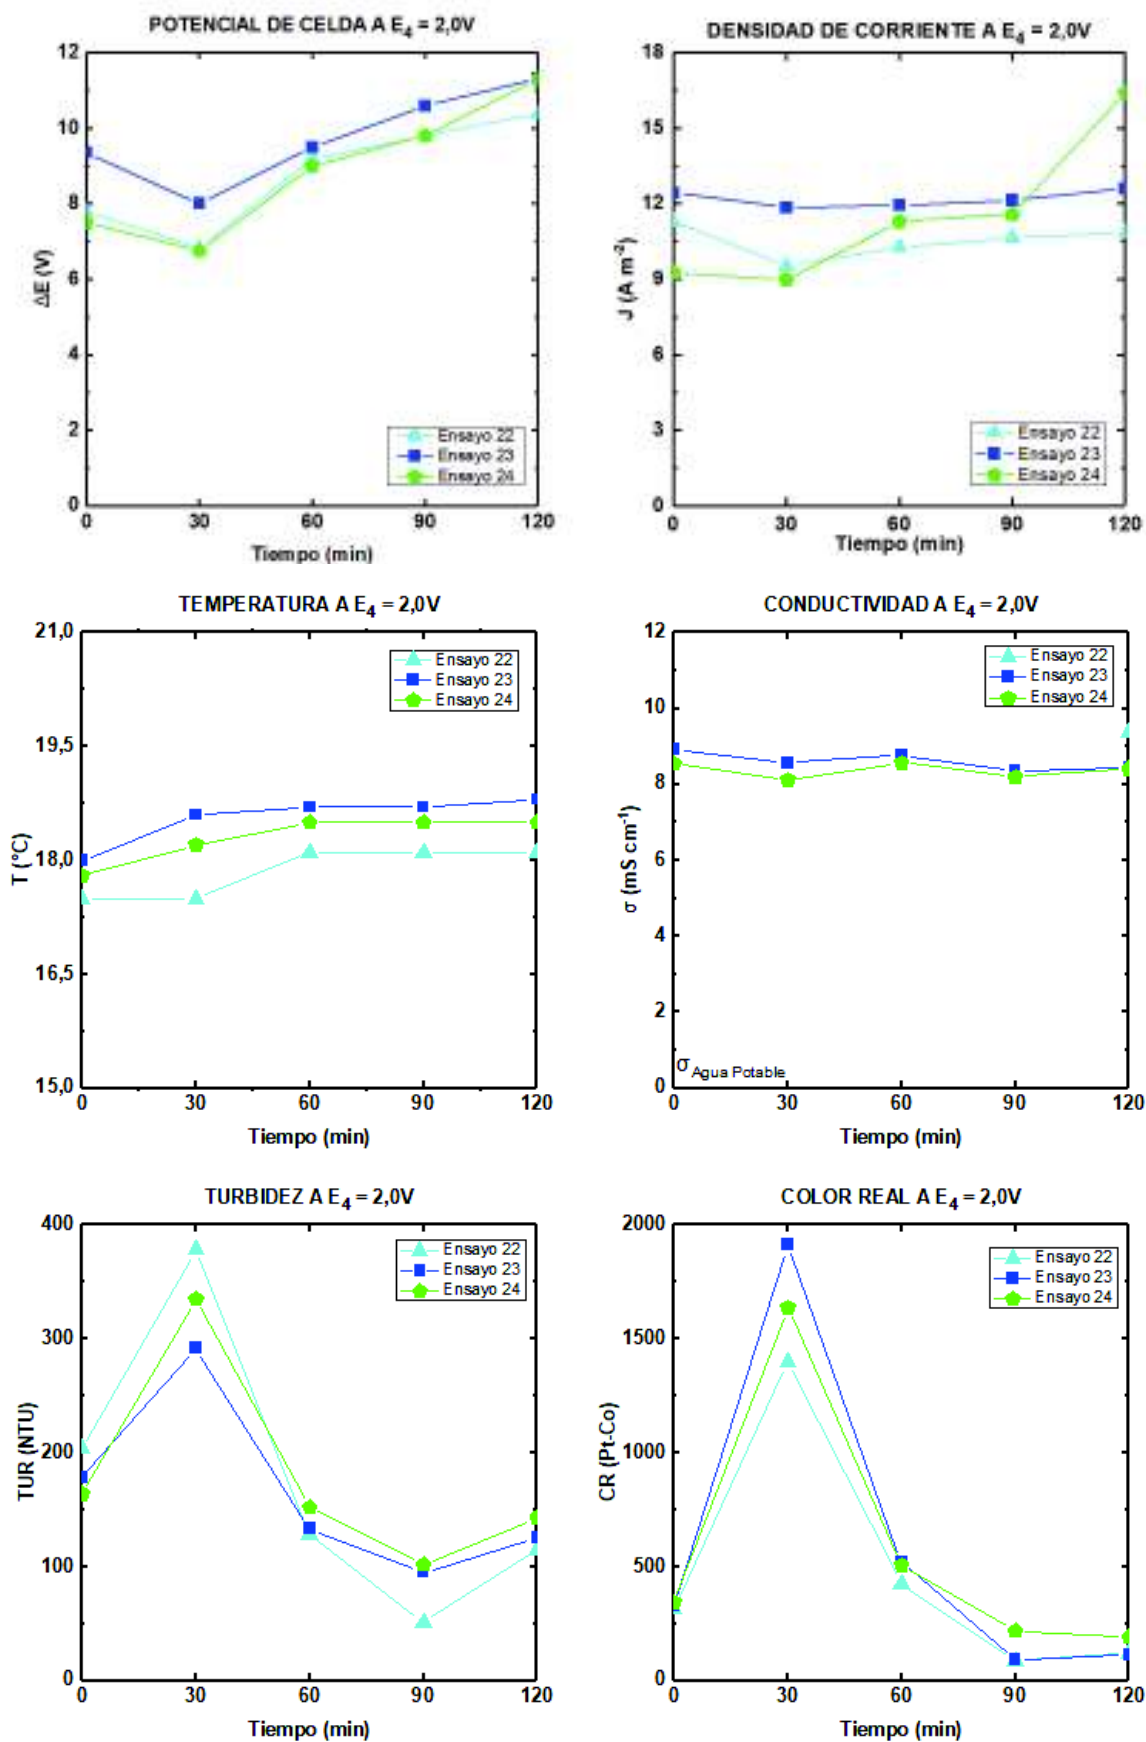 POTENCIAL DE CELDA A E4 = 2,0V
12
10
8
6
4
2
0
ΔE (V)
Ensayo 22
Ensayo 23
Ensayo 24
0 30 60 90 120
Tiempo (min)
DENSIDAD DE CORRIENTE A E4 = 2,0V
18
15
12
9
6
3
0
J (A m-2)
Ensayo 22
Ensayo 23
Ensayo 24
0 30 60 90 120
Tiempo (min)
TEMPERATURA A E4 = 2,0V
21,0
19,5
18,0
16,5
15,0
T (°C)
Ensayo 22
Ensayo 23
Ensayo 24
0 30 60 90 120
Tiempo (min)
CONDUCTIVIDAD A E4 = 2,0V
12
10
8
6
4
2
0
σ (mS cm-1)
Ensayo 22
Ensayo 23
Ensayo 24
σAgua Potable
0 30 60 90 120
Tiempo (min)
TURBIDEZ A E4 = 2,0V
400
300
200
100
0
TUR (NTU)
Ensayo 22
Ensayo 23
Ensayo 24
0 30 60 90 120
Tiempo (min)
COLOR REAL A E4 = 2,0V
2000
1500
1000
500
0
CR (Pt-Co)
Ensayo 22
Ensayo 23
Ensayo 24
0 30 60 90 120
Tiempo (min)